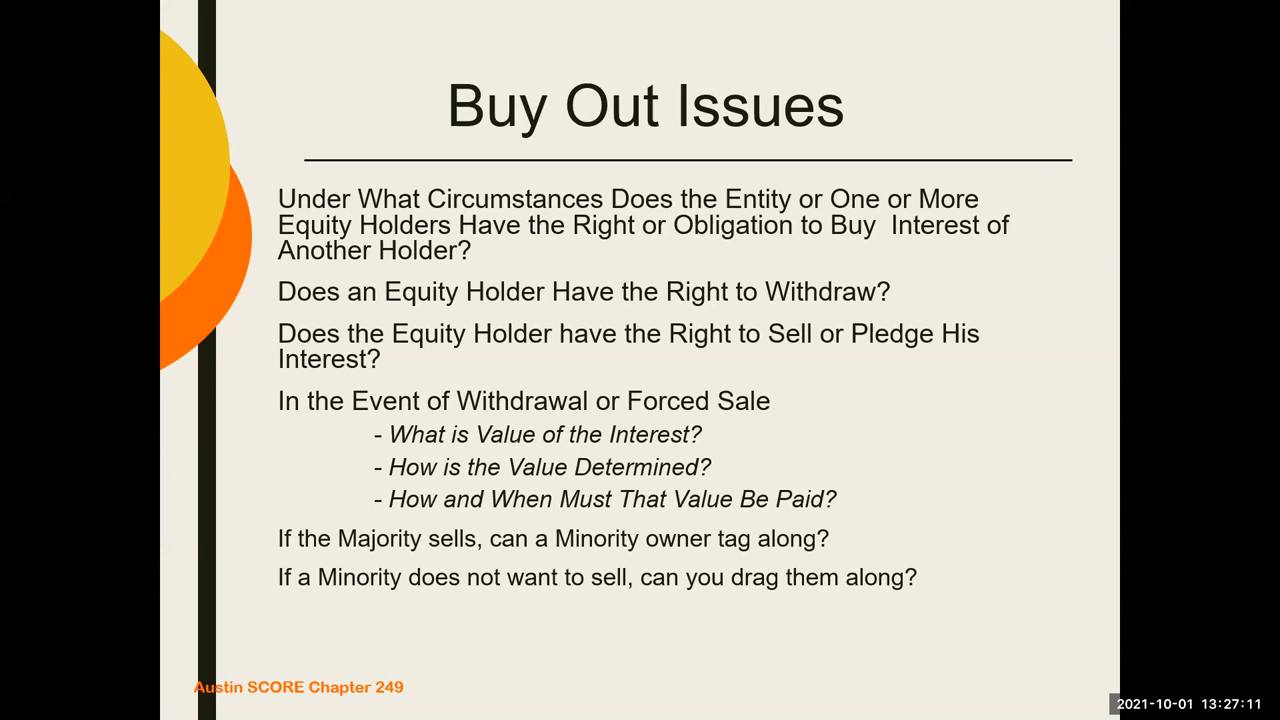 Buy Out Issues
Under What Circumstances Does the Entity or One or More
Equity Holders Have the Right or Obligation to Buy  Interest of
Another Holder?
Does an Equity Holder Have the Right to Withdraw?
Does the Equity Holder have the Right to Sell or Pledge His
Interest?
In the Event of Withdrawal or Forced Sale
- What is Value of the Interest?
- How is the Value Determined?
- How and When Must That Value Be Paid?
If the Majority sells, can a Minority owner tag along?
If a Minority does not want to sell, can you drag them along?
Austin SCORE Chapter 249
2021-10-01 13:27:11